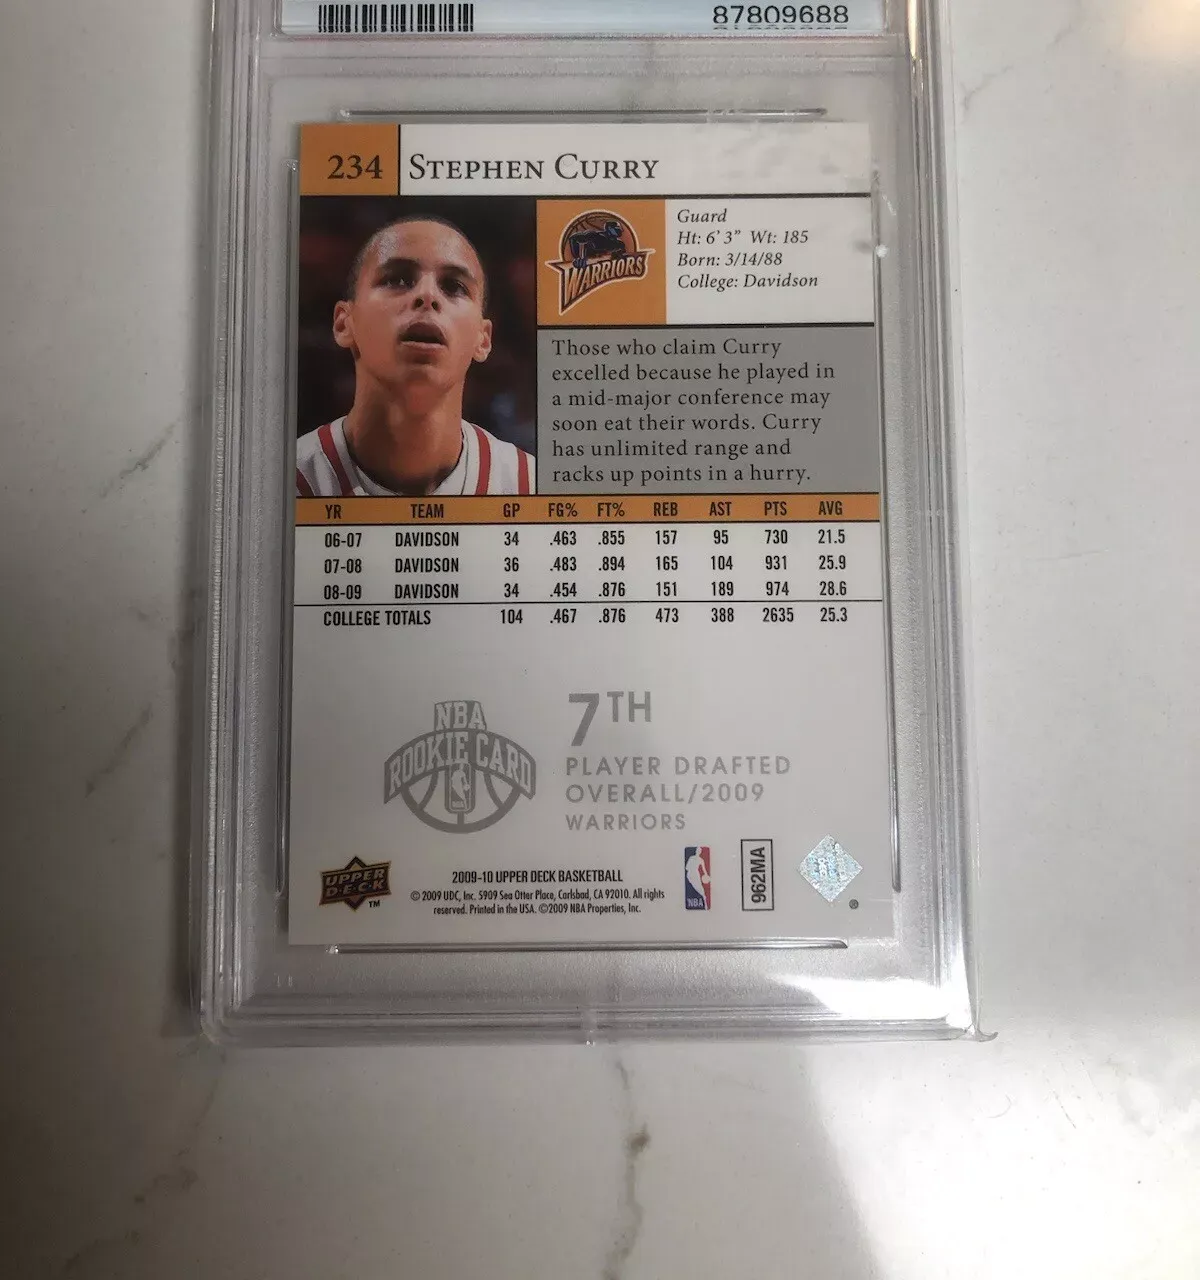 87809688
234 STEPHEN CURRY
WARRIORS
Guard
Ht: 6' 3" Wt: 185
Born: 3/14/88
College: Davidson
Those who claim Curry
excelled because he played in
a mid-major conference may
soon eat their words. Curry
has unlimited range and
racks up points in a hurry.
YR TEAM GP FG% FT% REB AST PTS AVG
06-07 DAVIDSON 34 .463 .855 157 95 730 21.5
07-08 DAVIDSON 36 .483 .894 165 104 931 25.9
08-09 DAVIDSON 34 .454 .876 151 189 974 28.6
COLLEGE TOTALS 104 .467 .876 473 388 2635 25.3
NBA
ROOKIE CARD
7TH
PLAYER DRAFTED
OVERALL/2009
WARRIORS
UPPER
DECK
TM
2009-10 UPPER DECK BASKETBALL
© 2009 UDC, Inc. 5909 Sea Otter Place, Carlsbad, CA 92010. All rights
reserved. Printed in the USA. ©2009 NBA Properties, Inc.
NBA
962MA